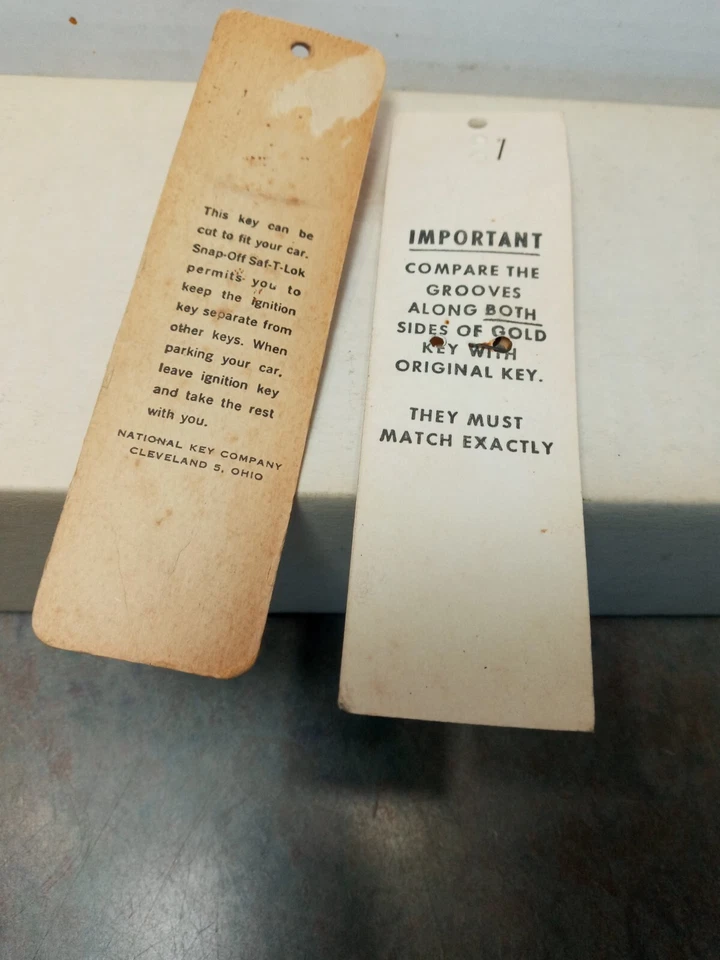 This key can be
cut to fit your car.
Snap-Off Saf-T-Lok
permits you to
keep the ignition
key separate from
other keys. When
parking your car,
leave ignition key
and take the rest
with you.
NATIONAL KEY COMPANY
CLEVELAND 5, OHIO
7
IMPORTANT
COMPARE THE
GROOVES
ALONG BOTH
SIDES OF GOLD
KEY WITH
ORIGINAL KEY.
THEY MUST
MATCH EXACTLY